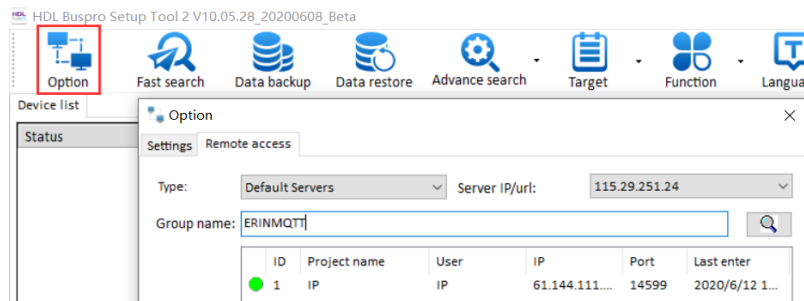 HDL Buspro Setup Tool 2 V10.05.28_20200608_Beta
Option Fast search Data backup Data restore Advance search Target Function Langua
Device list
Option
Status
Settings Remote access
Type: Default Servers Server IP/url: 115.29.251.24
Group name: ERINMQTT
ID Project name User IP Port Last enter
1 IP IP 61.144.111.... 14599 2020/6/12 1...